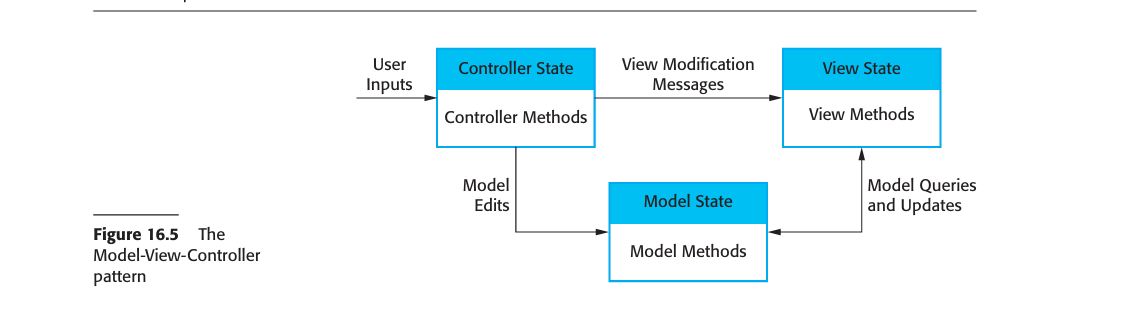 User
Inputs
Controller State
Controller Methods
View Modification
Messages
View State
View Methods
Model
Edits
Model State
Model Methods
Model Queries
and Updates
Figure 16.5 The
Model-View-Controller
pattern